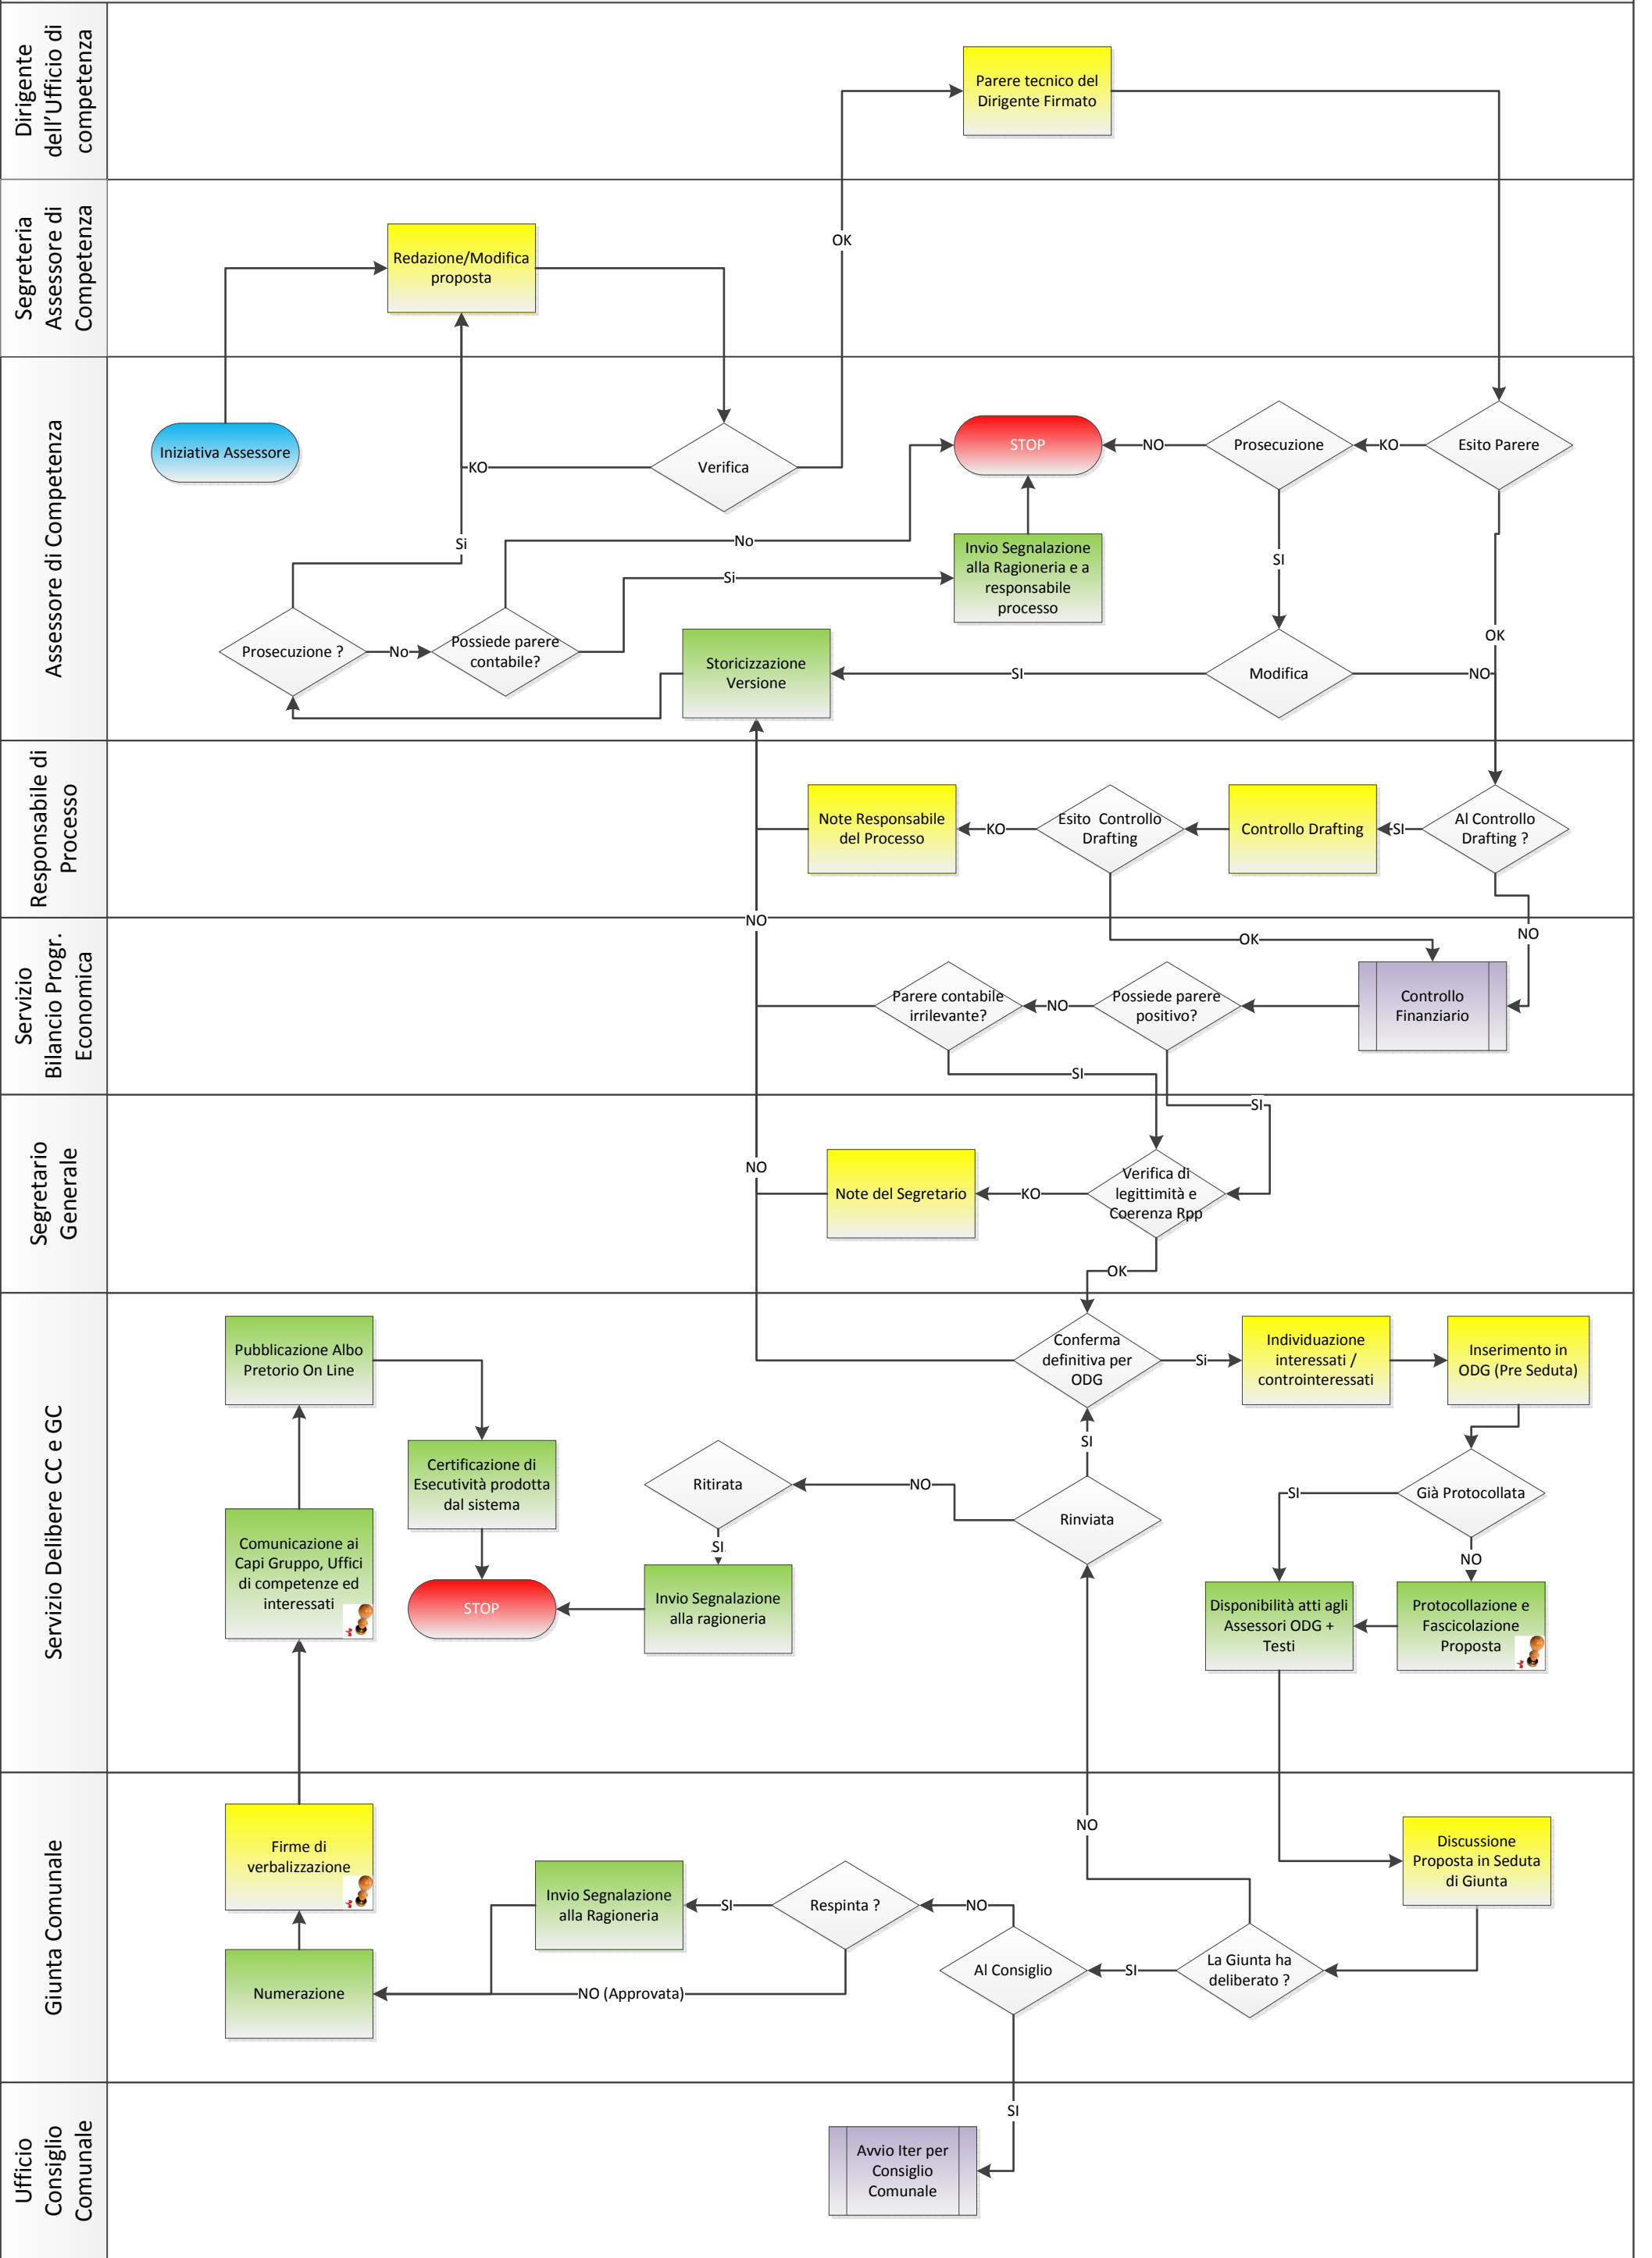 Dirigente
dell'Ufficio di
competenza
Parere tecnico del
Dirigente Firmato
Segreteria
Assessore di
Competenza
Redazione/Modifica
proposta
OK
Assessore di Competenza
Iniziativa Assessore
KO
Verifica
STOP
NO
Prosecuzione
KO
Esito Parere
Si
No
Si
Invio Segnalazione
alla Ragioneria e a
responsabile
processo
SI
OK
Prosecuzione ?
No
Possiede parere
contabile?
Storicizzazione
Versione
SI
Modifica
NO
Responsabile di
Processo
Note Responsabile
del Processo
KO
Esito Controllo
Drafting
Controllo Drafting
SI
Al Controllo
Drafting ?
NO
OK
NO
Servizio
Bilancio Progr.
Economica
Parere contabile
irrilevante?
NO
Possiede parere
positivo?
Controllo
Finanziario
SI
SI
Segretario
Generale
NO
Note del Segretario
KO
Verifica di
legittimità e
Coerenza Rpp
OK
Servizio Delibere CC e GC
Pubblicazione Albo
Pretorio On Line
Conferma
definitiva per
ODG
Si
Individuazione
interessati /
controinteressati
Inserimento in
ODG (Pre Seduta)
SI
Certificazione di
Esecutività prodotta
dal sistema
Ritirata
NO
Rinviata
SI
Già Protocollata
SI
NO
Comunicazione ai
Capi Gruppo, Uffici
di competenze ed
interessati
STOP
Invio Segnalazione
alla ragioneria
Disponibilità atti agli
Assessori ODG +
Testi
Protocollazione e
Fascicolazione
Proposta
Giunta Comunale
NO
Firme di
verbalizzazione
Discussione
Proposta in Seduta
di Giunta
Invio Segnalazione
alla Ragioneria
SI
Respinta ?
NO
Al Consiglio
SI
La Giunta ha
deliberato ?
Numerazione
NO (Approvata)
Ufficio
Consiglio
Comunale
SI
Avvio Iter per
Consiglio
Comunale